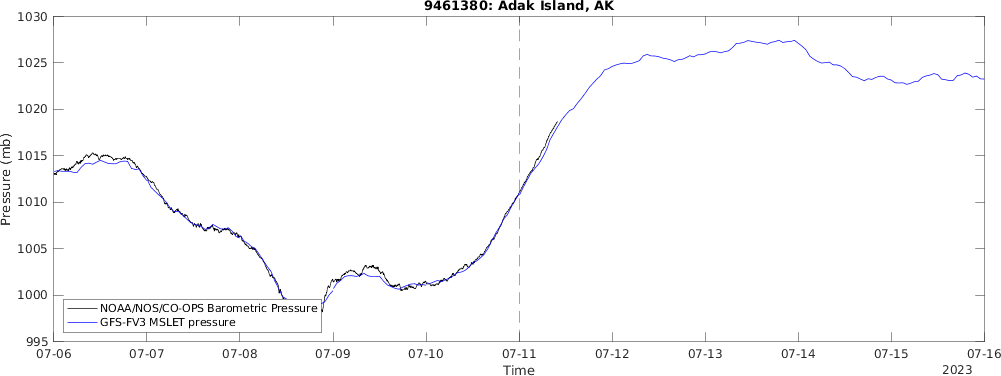 9461380: Adak Island, AK
Pressure (mb)
1030
1025
1020
1015
1010
1005
1000
995
NOAA/NOS/CO-OPS Barometric Pressure
GFS-FV3 MSLET pressure
07-06 07-07 07-08 07-09 07-10 07-11 07-12 07-13 07-14 07-15 07-16
Time
2023